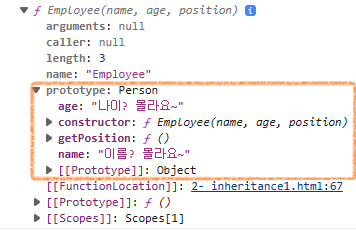 ▼ ƒ Employee(name, age, position) i
arguments: null
caller: null
length: 3
name: "Employee"
▼ prototype: Person
age: "나이? 몰라요~"
▶ constructor: ƒ Employee(name, age, position)
▶ getPosition: ƒ ()
name: "이름? 몰라요~"
▶ [[Prototype]]: Object
[[FunctionLocation]]: 2- inheritance1.html:67
▶ [[Prototype]]: ƒ ()
▶ [[Scopes]]: Scopes[1]